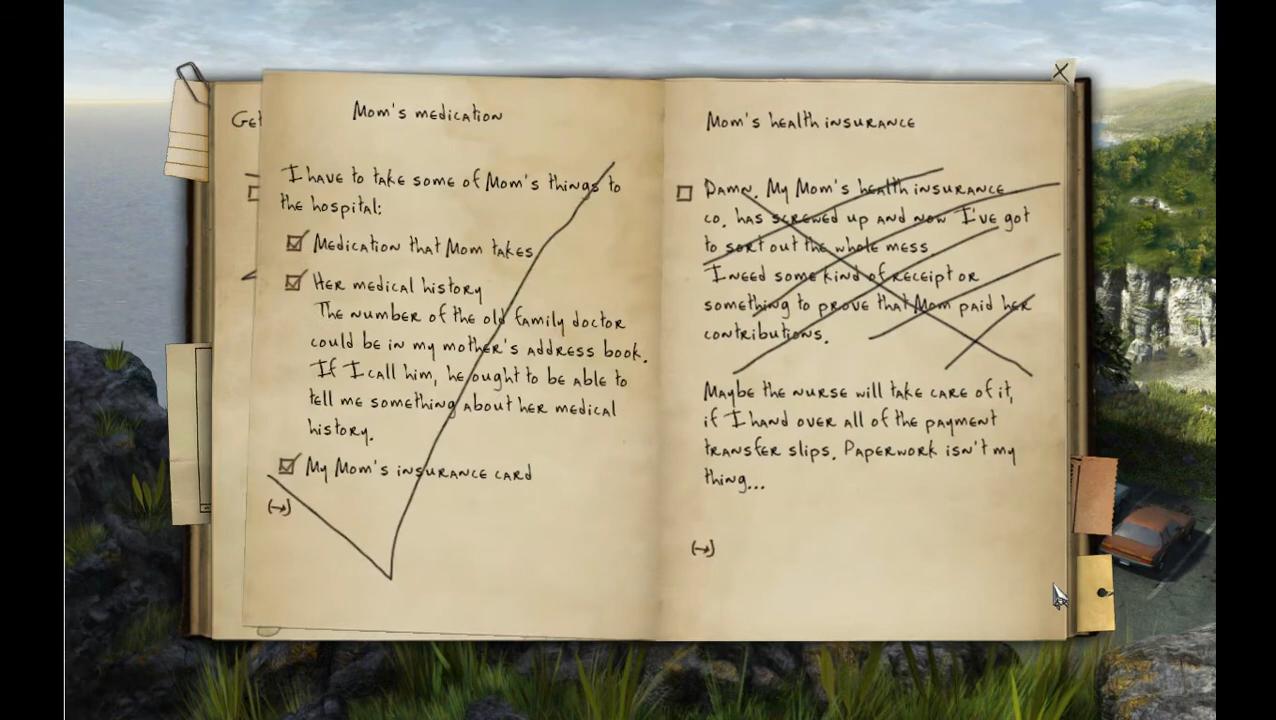 Get
Mom's medication
I have to take some of Mom's things to
the hospital:
Medication that Mom takes
Her medical history
The number of the old family doctor
could be in my mother's address book.
If I call him, he ought to be able to
tell me something about her medical
history.
My Mom's insurance card
(→)
Mom's health insurance
Damn. My Mom's health insurance
co. has screwed up and now I've got
to sort out the whole mess
I need some kind of receipt or
something to prove that Mom paid her
contributions.
Maybe the nurse will take care of it,
if I hand over all of the payment
transfer slips. Paperwork isn't my
thing...
(→)
X